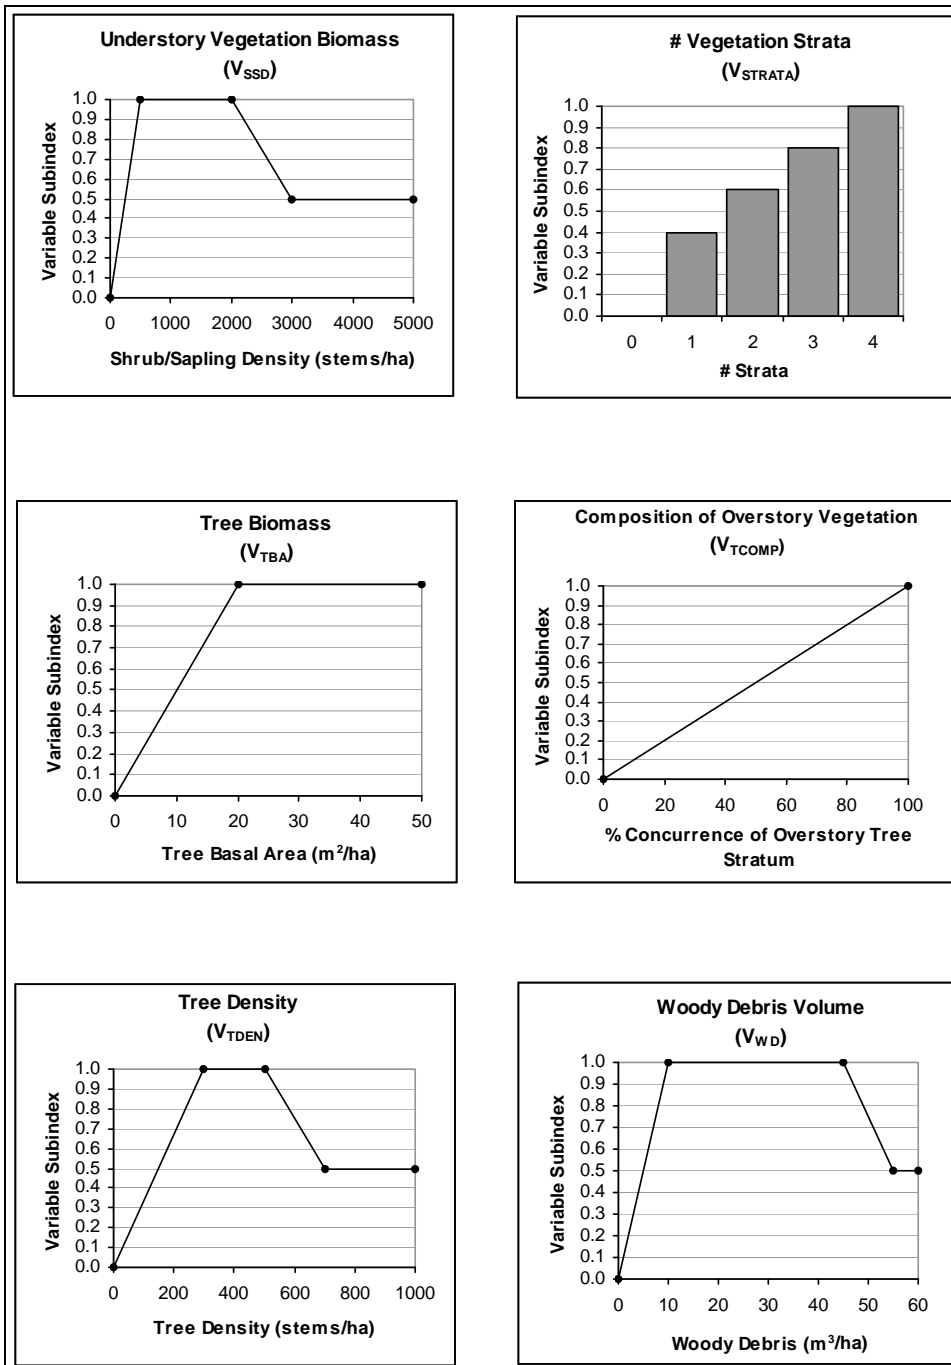 Understory Vegetation Biomass
(VSSD)
Variable Subindex
1.0
0.9
0.8
0.7
0.6
0.5
0.4
0.3
0.2
0.1
0.0
0 1000 2000 3000 4000 5000
Shrub/Sapling Density (stems/ha)
# Vegetation Strata
(VSTRATA)
Variable Subindex
1.0
0.9
0.8
0.7
0.6
0.5
0.4
0.3
0.2
0.1
0.0
0 1 2 3 4
# Strata
Tree Biomass
(VTBA)
Variable Subindex
1.0
0.9
0.8
0.7
0.6
0.5
0.4
0.3
0.2
0.1
0.0
0 10 20 30 40 50
Tree Basal Area (m²/ha)
Composition of Overstory Vegetation
(VTCOMP)
Variable Subindex
1.0
0.9
0.8
0.7
0.6
0.5
0.4
0.3
0.2
0.1
0.0
0 20 40 60 80 100
% Concurrence of Overstory Tree
Stratum
Tree Density
(VTDEN)
Variable Subindex
1.0
0.9
0.8
0.7
0.6
0.5
0.4
0.3
0.2
0.1
0.0
0 200 400 600 800 1000
Tree Density (stems/ha)
Woody Debris Volume
(VWD)
Variable Subindex
1.0
0.9
0.8
0.7
0.6
0.5
0.4
0.3
0.2
0.1
0.0
0 10 20 30 40 50 60
Woody Debris (m³/ha)